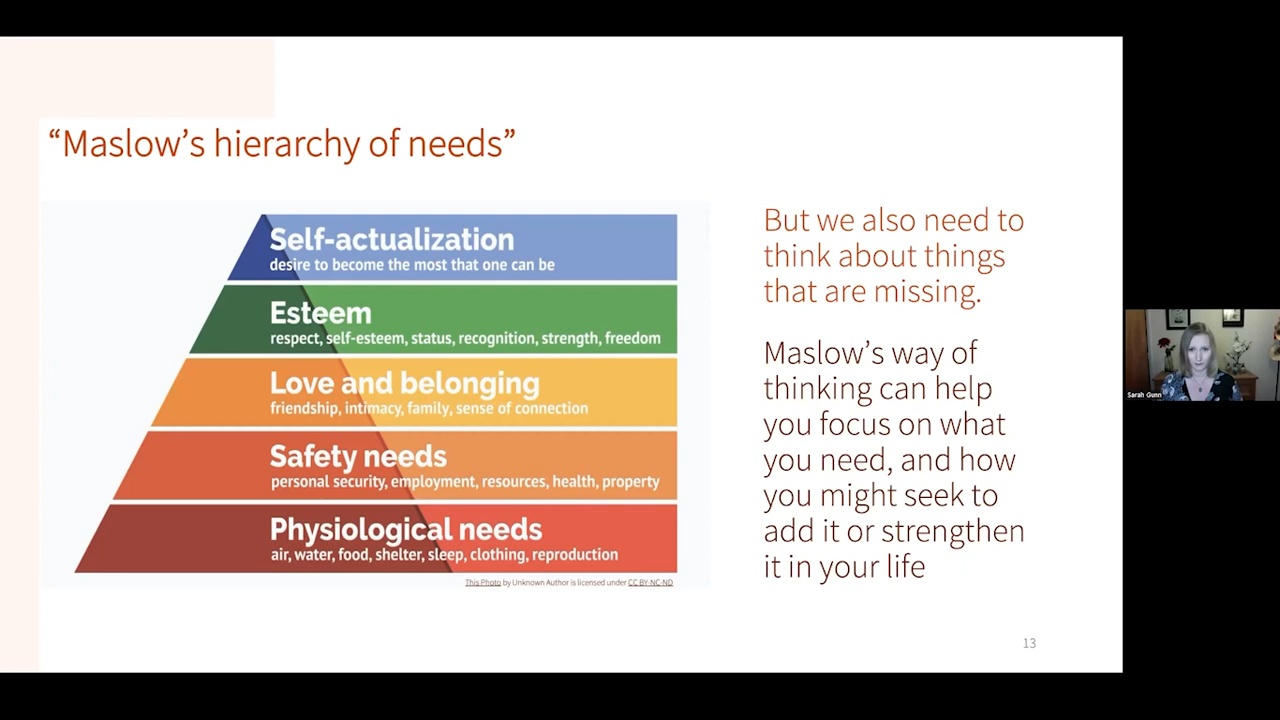 “Maslow’s hierarchy of needs”
Self-actualization
desire to become the most that one can be
Esteem
respect, self-esteem, status, recognition, strength, freedom
Love and belonging
friendship, intimacy, family, sense of connection
Safety needs
personal security, employment, resources, health, property
Physiological needs
air, water, food, shelter, sleep, clothing, reproduction
This Photo by Unknown Author is licensed under CC BY-NC-ND
But we also need to
think about things
that are missing.
Maslow’s way of
thinking can help
you focus on what
you need, and how
you might seek to
add it or strengthen
it in your life
13
Sarah Gunn